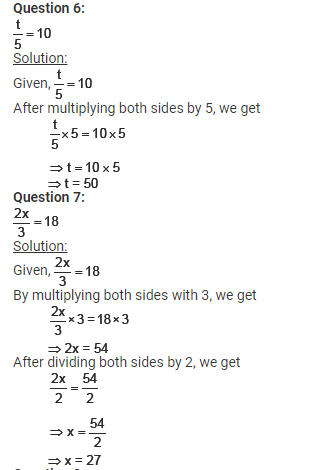 Question 6:
t/5 = 10
Solution:
Given, t/5 = 10
After multiplying both sides by 5, we get
t/5 × 5 = 10 × 5
⇒ t = 10 × 5
⇒ t = 50
Question 7:
2x/3 = 18
Solution:
Given, 2x/3 = 18
By multiplying both sides with 3, we get
2x/3 × 3 = 18 × 3
⇒ 2x = 54
After dividing both sides by 2, we get
2x/2 = 54/2
⇒ x = 54/2
⇒ x = 27